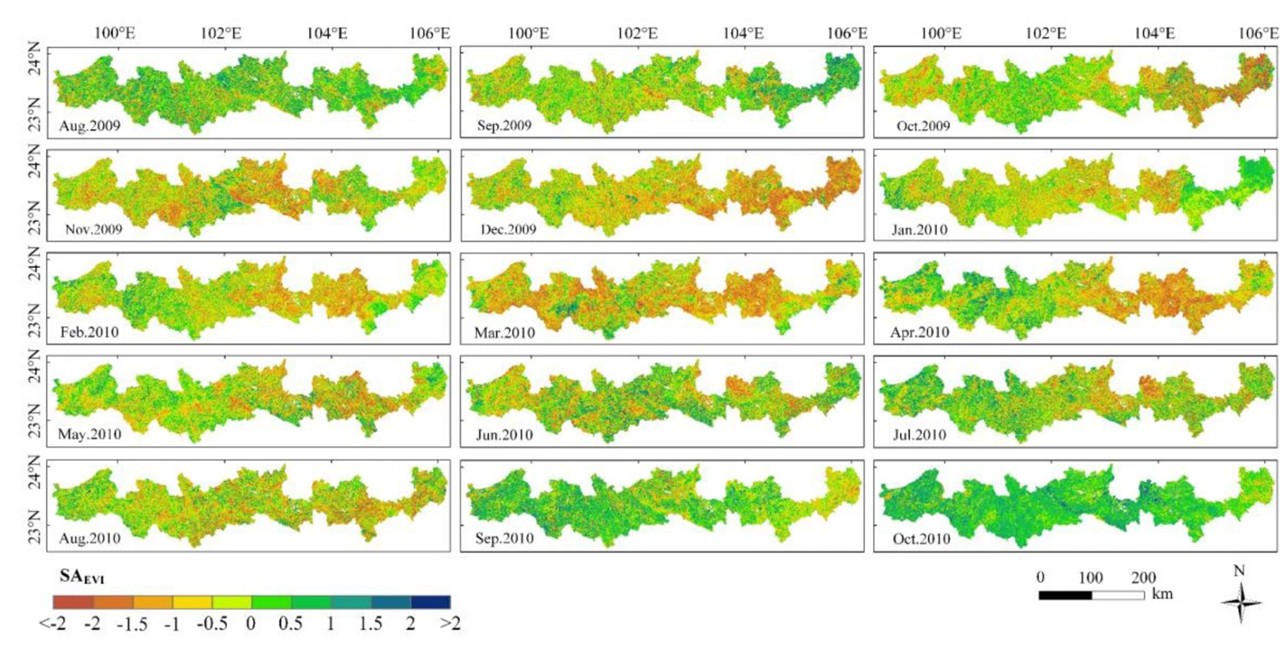 100°E 102°E 104°E 106°E 100°E 102°E 104°E 106°E 100°E 102°E 104°E 106°E
24°N
23°N
Aug.2009 Sep.2009 Oct.2009
24°N
23°N
Nov.2009 Dec.2009 Jan.2010
24°N
23°N
Feb.2010 Mar.2010 Apr.2010
24°N
23°N
May.2010 Jun.2010 Jul.2010
24°N
23°N
Aug.2010 Sep.2010 Oct.2010
SAEVI
<-2 -2 -1.5 -1 -0.5 0 0.5 1 1.5 2 >2
0 100 200
km
N